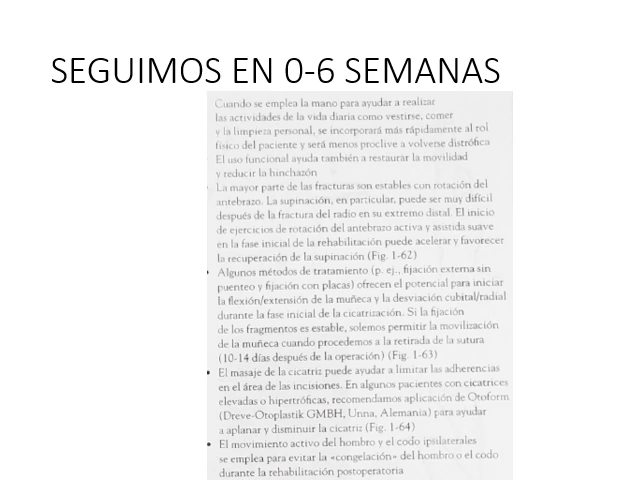 SEGUIMOS EN 0-6 SEMANAS
Cuando se emplea la mano para ayudar a realizar
las actividades de la vida diaria como vestirse, comer
y la limpieza personal, se incorporará más rápidamente al rol
físico del paciente y será menos proclive a volverse distrófica
El uso funcional ayuda también a restaurar la movilidad
y reducir la hinchazón
La mayor parte de las fracturas son estables con rotación del
antebrazo. La supinación, en particular, puede ser muy difícil
después de la fractura del radio en su extremo distal. El inicio
de ejercicios de rotación del antebrazo activa y asistida suave
en la fase inicial de la rehabilitación puede acelerar y favorecer
la recuperación de la supinación (Fig. 1-62)
• Algunos métodos de tratamiento (p. ej., fijación externa sin
puenteo y fijación con placas) ofrecen el potencial para iniciar
la flexión/extensión de la muñeca y la desviación cubital/radial
durante la fase inicial de la cicatrización. Si la fijación
de los fragmentos es estable, solemos permitir la movilización
de la muñeca cuando procedemos a la retirada de la sutura
(10-14 días después de la operación) (Fig. 1-63)
• El masaje de la cicatriz puede ayudar a limitar las adherencias
en el área de las incisiones. En algunos pacientes con cicatrices
elevadas o hipertróficas, recomendamos aplicación de Otoform
(Dreve-Otoplastik GMBH, Unna, Alemania) para ayudar
a aplanar y disminuir la cicatriz (Fig. 1-64)
• El movimiento activo del hombro y el codo ipsilaterales
se emplea para evitar la «congelación» del hombro o el codo
durante la rehabilitación postoperatoria